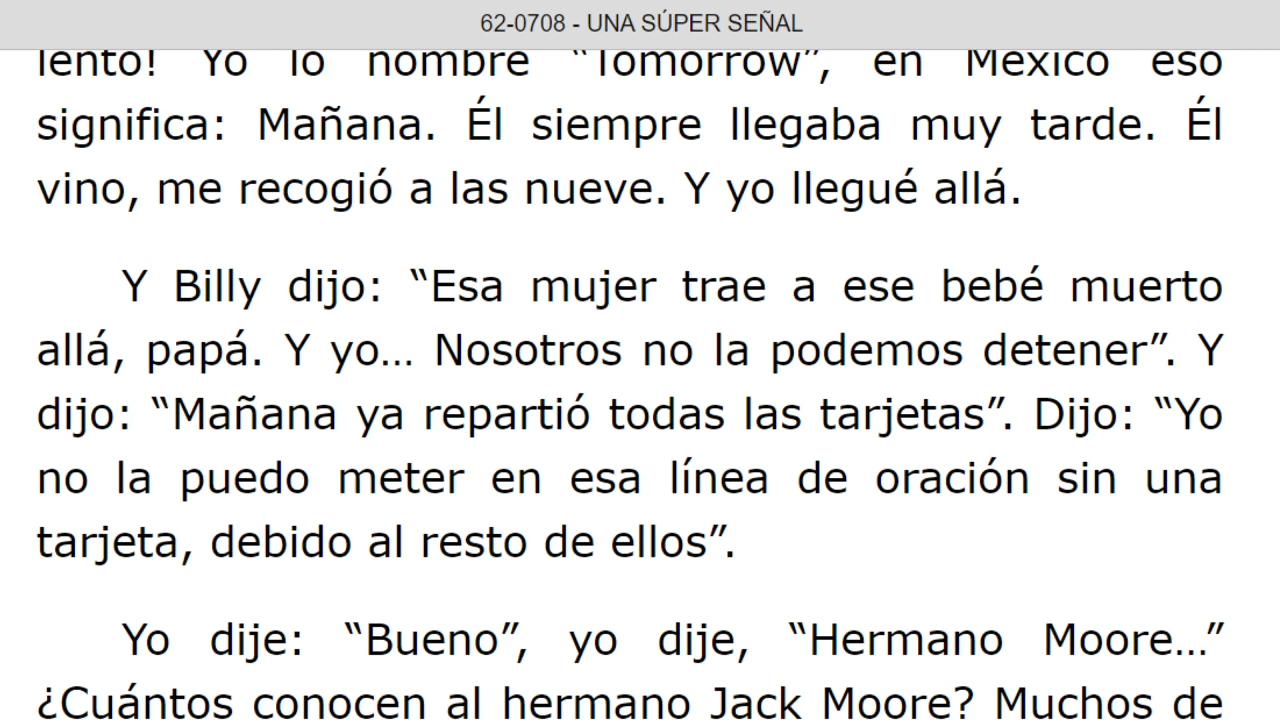 62-0708 - UNA SÚPER SEÑAL
lento! Yo lo nombré “Tomorrow”, en México eso
significa: Mañana. Él siempre llegaba muy tarde. Él
vino, me recogió a las nueve. Y yo llegué allá.
Y Billy dijo: “Esa mujer trae a ese bebé muerto
allá, papá. Y yo... Nosotros no la podemos detener”. Y
dijo: “Mañana ya repartió todas las tarjetas”. Dijo: “Yo
no la puedo meter en esa línea de oración sin una
tarjeta, debido al resto de ellos”.
Yo dije: “Bueno”, yo dije, “Hermano Moore...”
¿Cuántos conocen al hermano Jack Moore? Muchos de